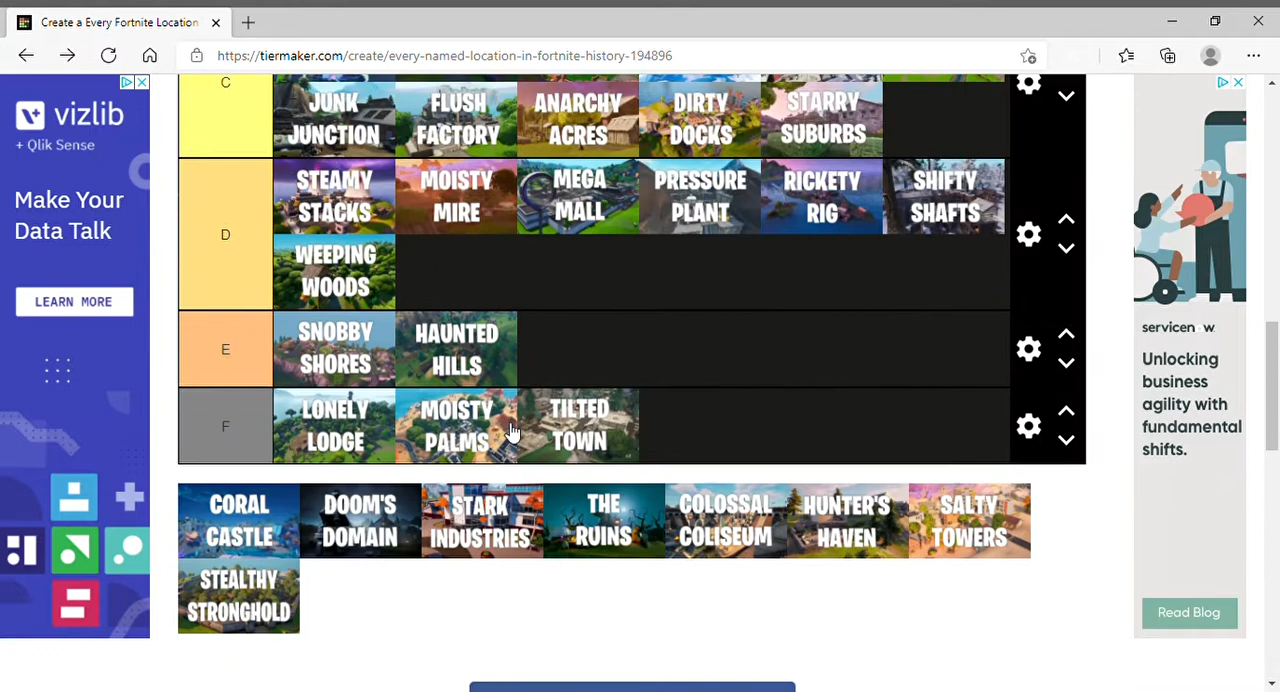 Create a Every Fortnite Location
https://tiermaker.com/create/every-named-location-in-fortnite-history-194896
vizlib
+ Qlik Sense
Make Your
Data Talk
LEARN MORE
C
JUNK JUNCTION
FLUSH FACTORY
ANARCHY ACRES
DIRTY DOCKS
STARRY SUBURBS
D
STEAMY STACKS
MOISTY MIRE
MEGA MALL
PRESSURE PLANT
RICKETY RIG
SHIFTY SHAFTS
WEEPING WOODS
E
SNOBBY SHORES
HAUNTED HILLS
F
LONELY LODGE
MOISTY PALMS
TILTED TOWN
CORAL CASTLE
DOOM'S DOMAIN
STARK INDUSTRIES
THE RUINS
COLOSSAL COLISEUM
HUNTER'S HAVEN
SALTY TOWERS
STEALTHY STRONGHOLD
servicenow
Unlocking
business
agility with
fundamental
shifts.
Read Blog